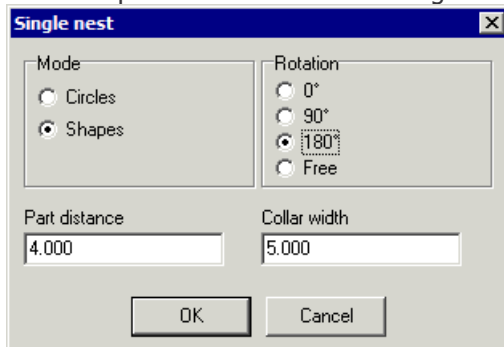 Single nest
Mode
Circles
Shapes
Rotation
0°
90°
180°
Free
Part distance
4.000
Collar width
5.000
OK
Cancel